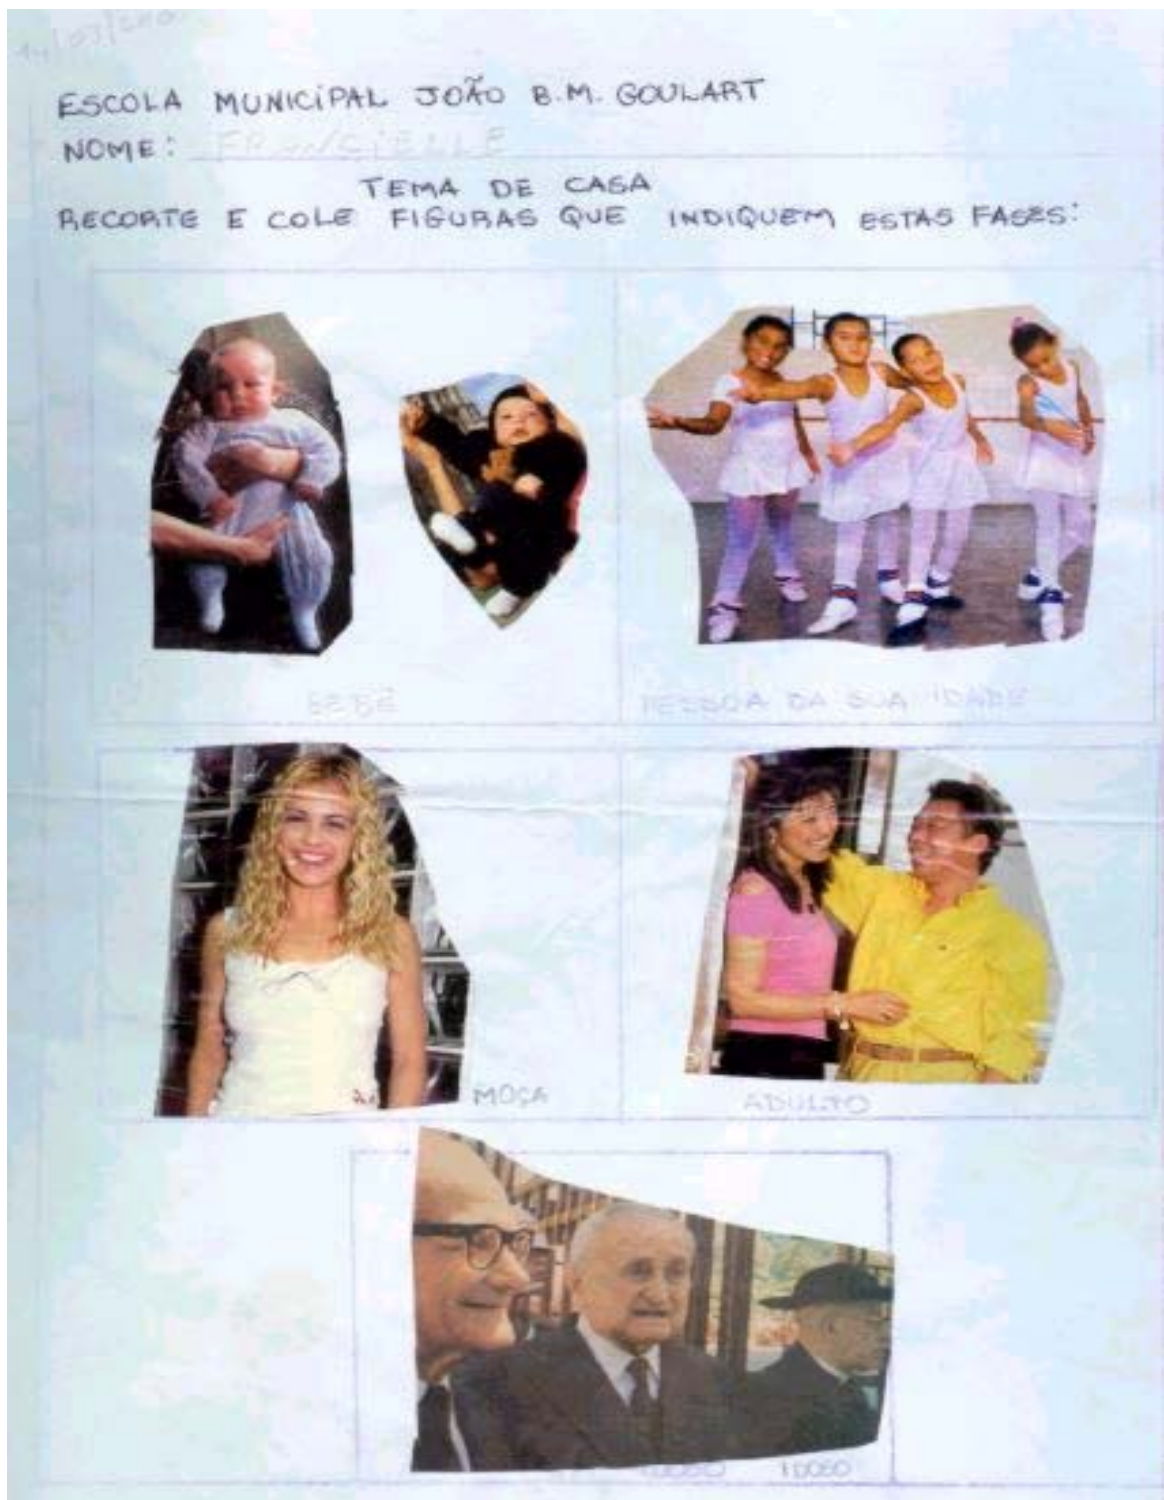 ESCOLA MUNICIPAL JOÃO B.M. GOULART
NOME: FRANCIELLE
TEMA DE CASA
RECORTE E COLE FIGURAS QUE INDIQUEM ESTAS FASES:
BEBÊ
PESSOA DA SUA IDADE
MOÇA
ADULTO
IDOSO